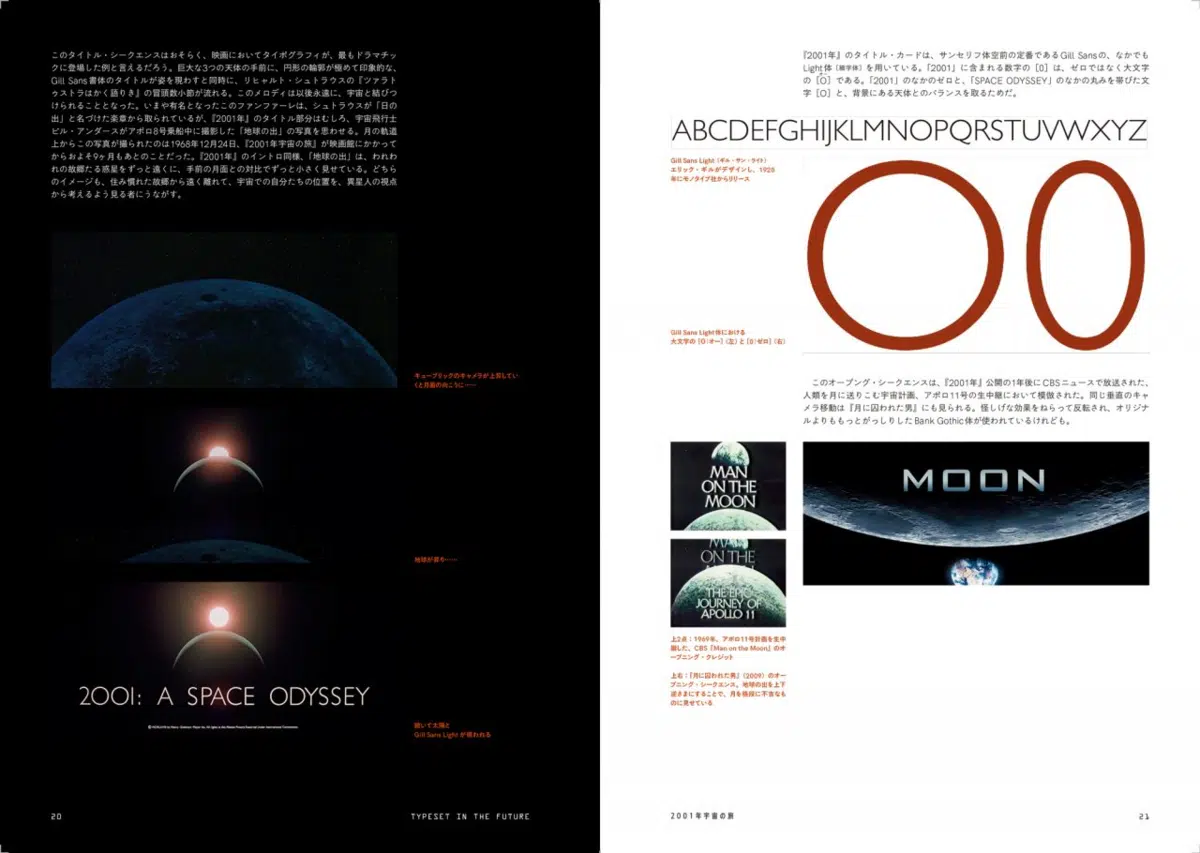 このタイトル・シークエンスはおそらく、映画においてタイポグラフィが、最もドラマチッ
クに登場した例と言えるだろう。巨大な3つの天体の手前に、円形の輪郭が極めて印象的な、
Gill Sans書体のタイトルが姿を現わすと同時に、リヒャルト・シュトラウスの『ツァラト
ゥストラはかく語りき』の冒頭数小節が流れる。このメロディは以後永遠に、宇宙と結びつ
けられることとなった。いまや有名となったこのファンファーレは、シュトラウスが「日の
出」と名づけた楽章から取られているが、『2001年』のタイトル部分はむしろ、宇宙飛行士
ビル・アンダースがアポロ8号乗船中に撮影した「地球の出」の写真を思わせる。月の軌道
上からこの写真が撮られたのは1968年12月24日、『2001年宇宙の旅』が映画館にかかって
からおよそ9ヶ月もあとのことだった。『2001年』のイントロ同様、「地球の出」は、われわ
れの故郷たる惑星をずっと遠くに、手前の月面との対比でずっと小さく見せている。どちら
のイメージも、住み慣れた故郷から遠く離れて、宇宙での自分たちの位置を、異星人の視点
から考えるよう見る者にうながす。
キューブリックのカメラが上昇してい
くと月面の向こうに……
地球が昇り……
2001: A SPACE ODYSSEY
続いて太陽と
Gill Sans Light が現われる
20
TYPESET IN THE FUTURE
『2001年』のタイトル・カードは、サンセリフ体空前の定番であるGill Sansの、なかでも
Light体（細字体）を用いている。「2001」に含まれる数字の［0］は、ゼロではなく大文字
の［O］である。「2001」のなかのゼロと、「SPACE ODYSSEY」のなかの丸みを帯びた文
字［O］と、背景にある天体とのバランスを取るためだ。
ABCDEFGHIJKLMNOPQRSTUVWXYZ
Gill Sans Light（ギル・サン・ライト）
エリック・ギルがデザインし、1928
年にモノタイプ社からリリース
O0
Gill Sans Light体における
大文字の［O：オー］（左）と［0：ゼロ］（右）
このオープング・シークエンスは、『2001年』公開の1年後にCBSニュースで放送された、
人類を月に送りこむ宇宙計画、アポロ11号の生中継において模倣された。同じ垂直のキャ
メラ移動は『月に囚われた男』にも見られる。怪しげな効果をねらって反転され、オリジナ
ルよりももっとがっしりしたBank Gothic体が使われているけれども。
MAN
ON THE
MOON
MOON
MAN
ON THE
THE EPIC
JOURNEY OF
APOLLO 11
上2点：1969年、アポロ11号計画を生中
継した、CBS「Man on the Moon」のオ
ープニング・クレジット
上右：『月に囚われた男』（2009）のオー
プニング・シークエンス。地球の出を上下
逆さまにすることで、月を格段に不吉なも
のに見せている
2001年宇宙の旅
21